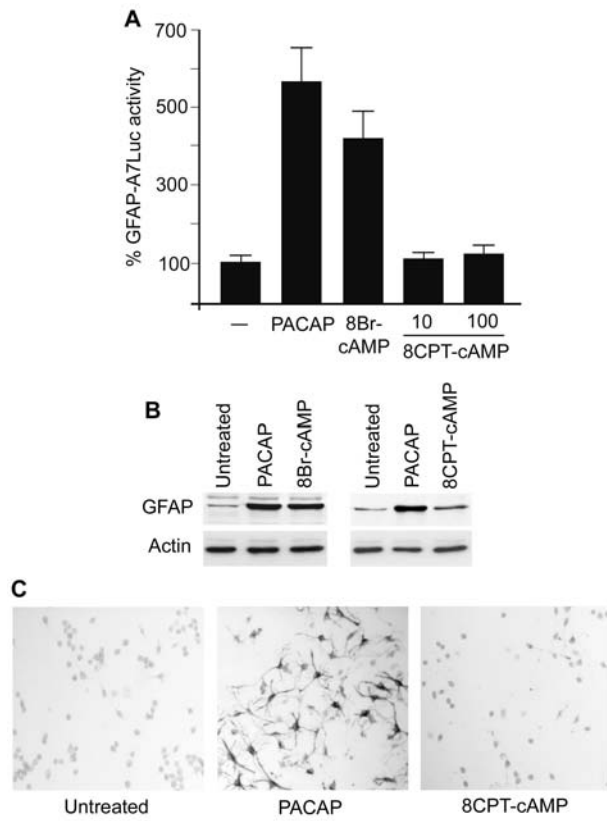 A
700
500
300
100
% GFAP-A7Luc activity
— PACAP 8Br- 10 100
cAMP 8CPT-cAMP
B
Untreated PACAP 8Br-cAMP Untreated PACAP 8CPT-cAMP
GFAP
Actin
C
Untreated PACAP 8CPT-cAMP